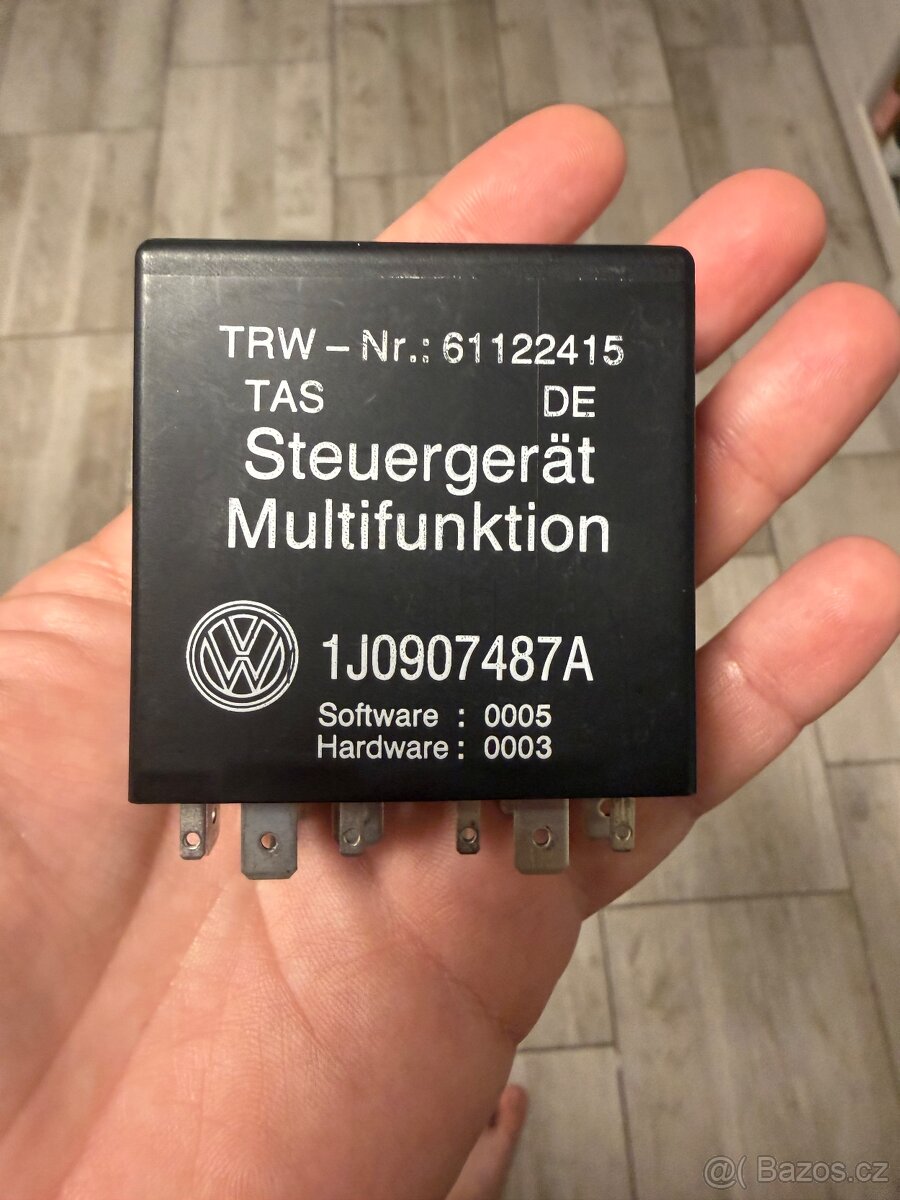 TRW – Nr.: 61122415
TAS DE
Steuergerät
Multifunktion
1J0907487A
Software : 0005
Hardware : 0003
@( Bazos.cz